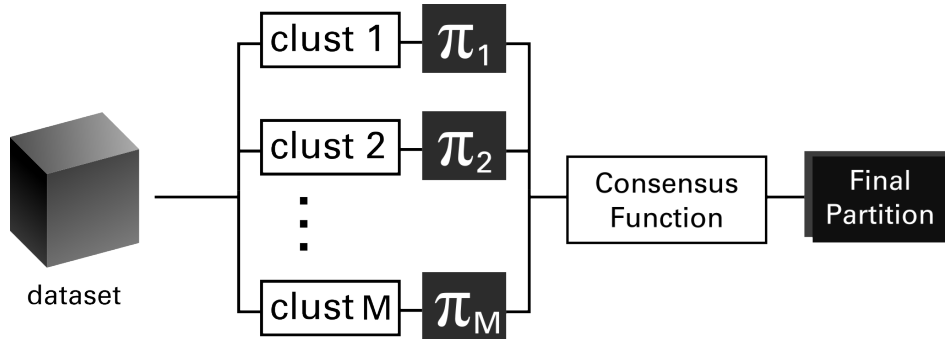 clust 1
π1
clust 2
π2
Consensus
Function
Final
Partition
dataset
clust M
πM